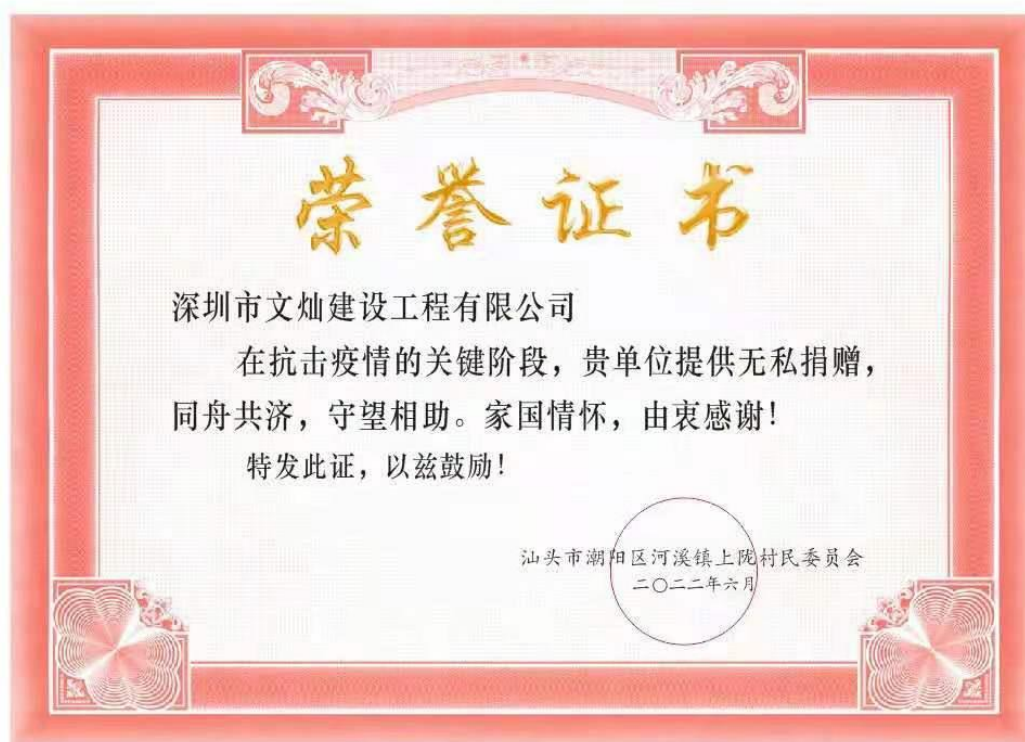 荣誉证书
深圳市文灿建设工程有限公司
在抗击疫情的关键阶段，贵单位提供无私捐赠，
同舟共济，守望相助。家国情怀，由衷感谢！
特发此证，以兹鼓励！
汕头市潮阳区河溪镇上陇村民委员会
二〇二二年六月